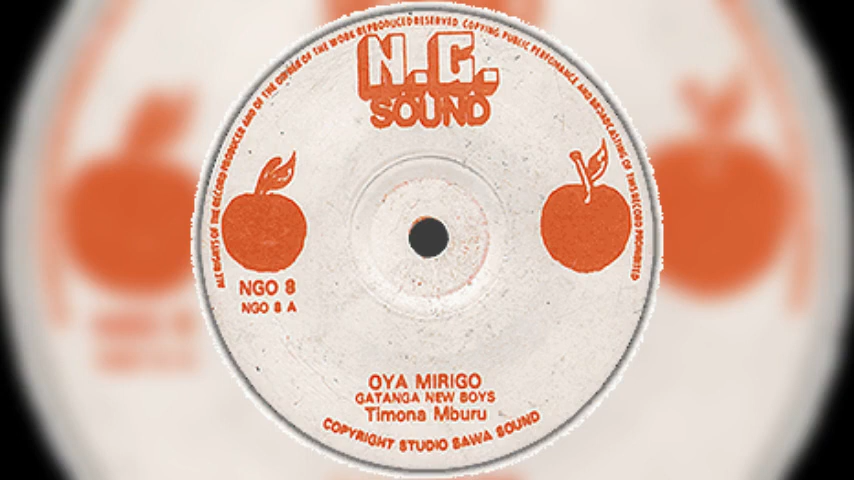 ALL RIGHTS OF THE RECORD PRODUCER AND OF THE OWNER OF THE WORK REPRODUCED RESERVED. COPYING, PUBLIC PERFOMANCE AND BROADCASTING OF THIS RECORD PROHIBITED
N.G.
SOUND
NGO 8
NGO 8 A
OYA MIRIGO
GATANGA NEW BOYS
Timona Mburu
COPYRIGHT STUDIO SAWA SOUND